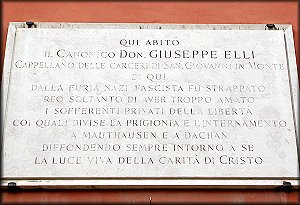 QUI ABITÒ
IL CANONICO DON. GIUSEPPE ELLI
CAPPELLANO DELLE CARCERI DI SAN GIOVANNI IN MONTE
DI QUI
DALLA FURIA NAZI FASCISTA FU STRAPPATO
REO SOLTANTO DI AVER TROPPO AMATO
I SOFFERENTI PRIVATI DELLA LIBERTÀ
COI QUALI DIVISE LA PRIGIONIA E L'INTERNAMENTO
A MAUTHAUSEN E A DACHAU
DIFFONDENDO SEMPRE INTORNO A SE
LA LUCE VIVA DELLA CARITÀ DI CRISTO